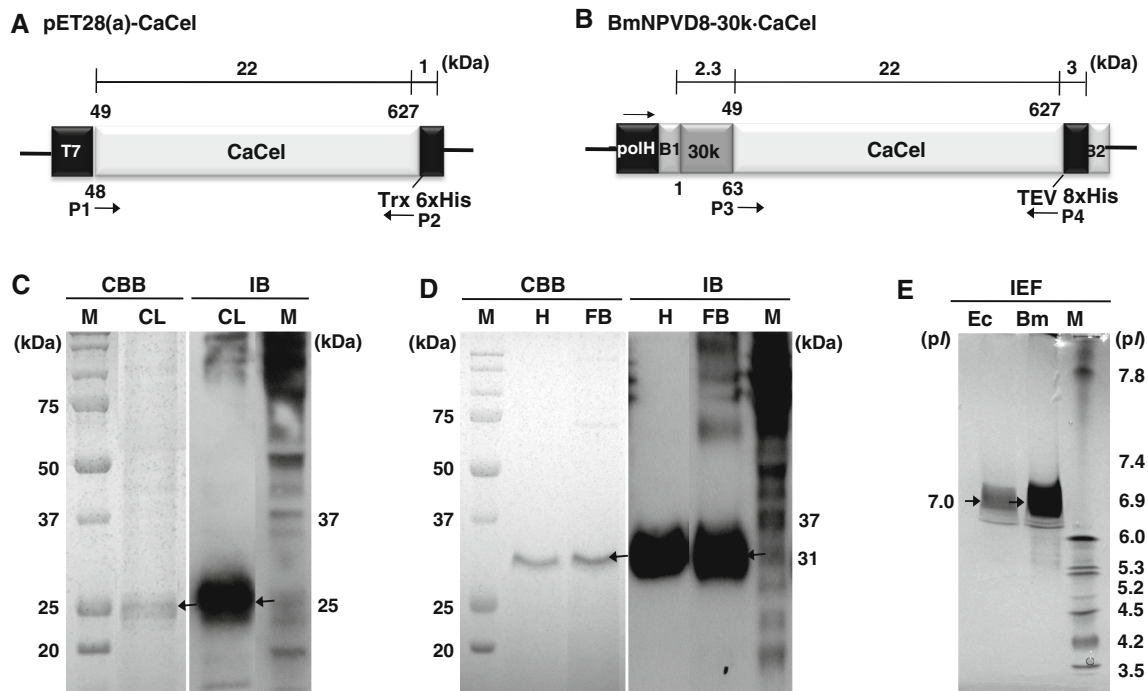 A pET28(a)-CaCel
22 1 (kDa)
49 627
T7 CaCel
48 Trx 6xHis
P1 P2
B BmNPVD8-30k·CaCel
2.3 22 3 (kDa)
49 627
polH B1 30k CaCel B2
1 63 TEV 8xHis
P3 P4
C CBB IB
M CL CL M
(kDa) (kDa)
75
50
37 37
25 25
20
D CBB IB
M H FB H FB M
(kDa) (kDa)
75
50
37 37
31
25
20
E IEF
Ec Bm M
(pI) (pI)
7.8
7.4
7.0 6.9
6.0
5.3
5.2
4.5
4.2
3.5